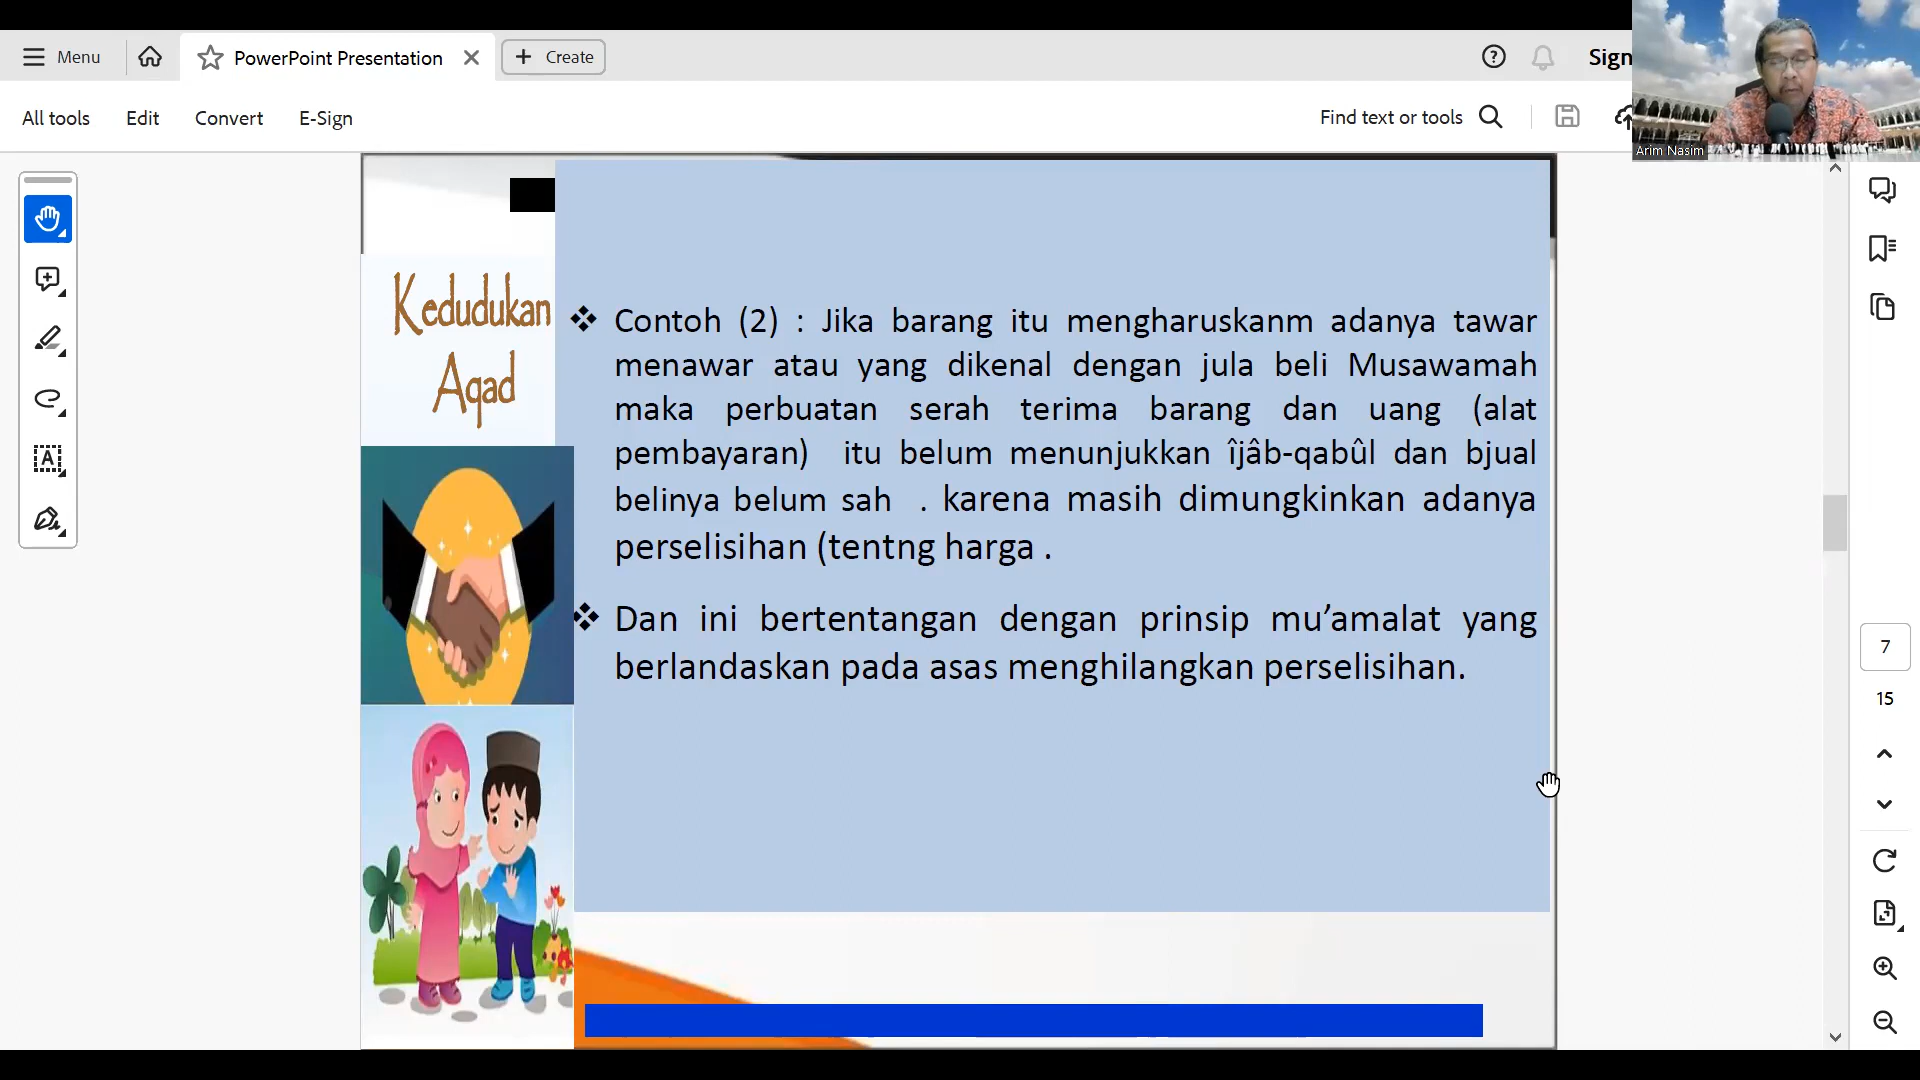 Menu
PowerPoint Presentation
Create
Sign
All tools
Edit
Convert
E-Sign
Find text or tools
Arim Nasim
Kedudukan
Aqad
Contoh (2) : Jika barang itu mengharuskanm adanya tawar
menawar atau yang dikenal dengan jula beli Musawamah
maka perbuatan serah terima barang dan uang (alat
pembayaran) itu belum menunjukkan îjâb-qabûl dan bjual
belinya belum sah . karena masih dimungkinkan adanya
perselisihan (tentng harga .
Dan ini bertentangan dengan prinsip mu’amalat yang
berlandaskan pada asas menghilangkan perselisihan.
7
15